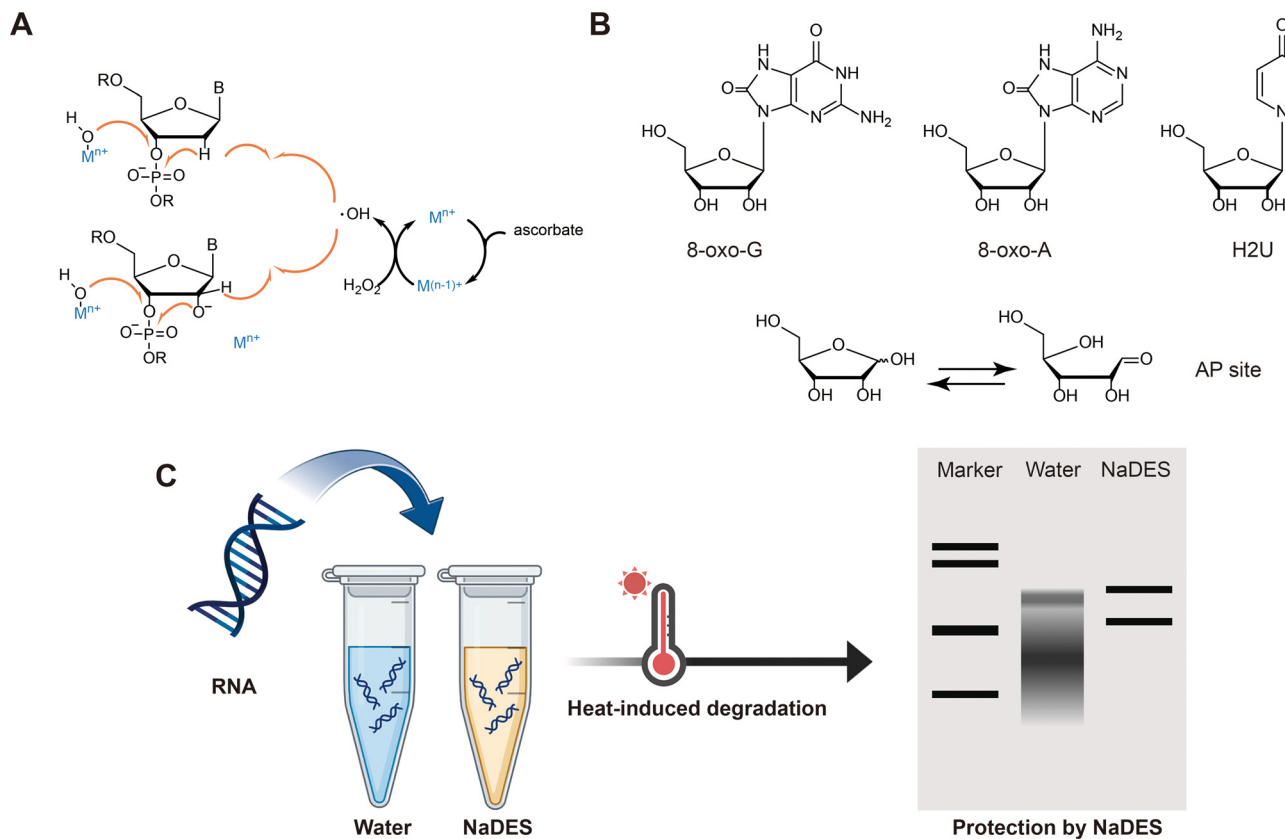 A
RO
B
O
H
O
M^n+
O
H
O⁻
P
O
OR
RO
B
O
H
O
M^n+
O
H
O⁻
O⁻
P
O
OR
M^n+
·OH
M^n+
ascorbate
H₂O₂
M^(n-1)+
B
O
H
N
NH
O
N
N
NH₂
HO
O
OH
OH
8-oxo-G
NH₂
H
N
N
O
N
N
HO
O
OH
OH
8-oxo-A
O
N
HO
O
OH
OH
H2U
HO
O
OH
OH
OH
HO
OH
O
OH
OH
AP site
C
RNA
Water
NaDES
Heat-induced degradation
Marker
Water
NaDES
Protection by NaDES